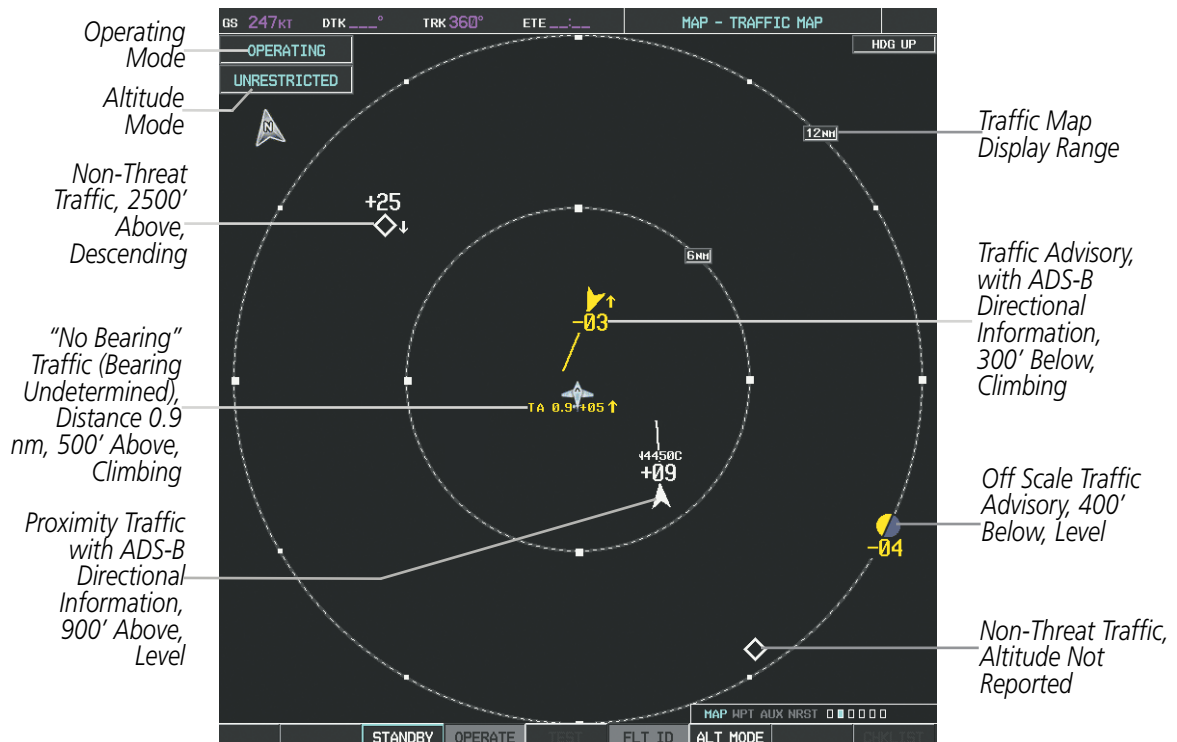 GS 247KT DTK ___° TRK 360° ETE __:__ MAP - TRAFFIC MAP
OPERATING
HDG UP
UNRESTRICTED
N
12NM
+25
6NM
-03
TA 0.9 +05
N4450C
+09
-04
MAP WPT AUX NRST
STANDBY OPERATE TEST FLT ID ALT MODE CHKLIST
Operating
Mode
Altitude
Mode
Non-Threat
Traffic, 2500’
Above,
Descending
“No Bearing”
Traffic (Bearing
Undetermined),
Distance 0.9
nm, 500’ Above,
Climbing
Proximity Traffic
with ADS-B
Directional
Information,
900’ Above,
Level
Traffic Map
Display Range
Traffic Advisory,
with ADS-B
Directional
Information,
300’ Below,
Climbing
Off Scale Traffic
Advisory, 400’
Below, Level
Non-Threat Traffic,
Altitude Not
Reported